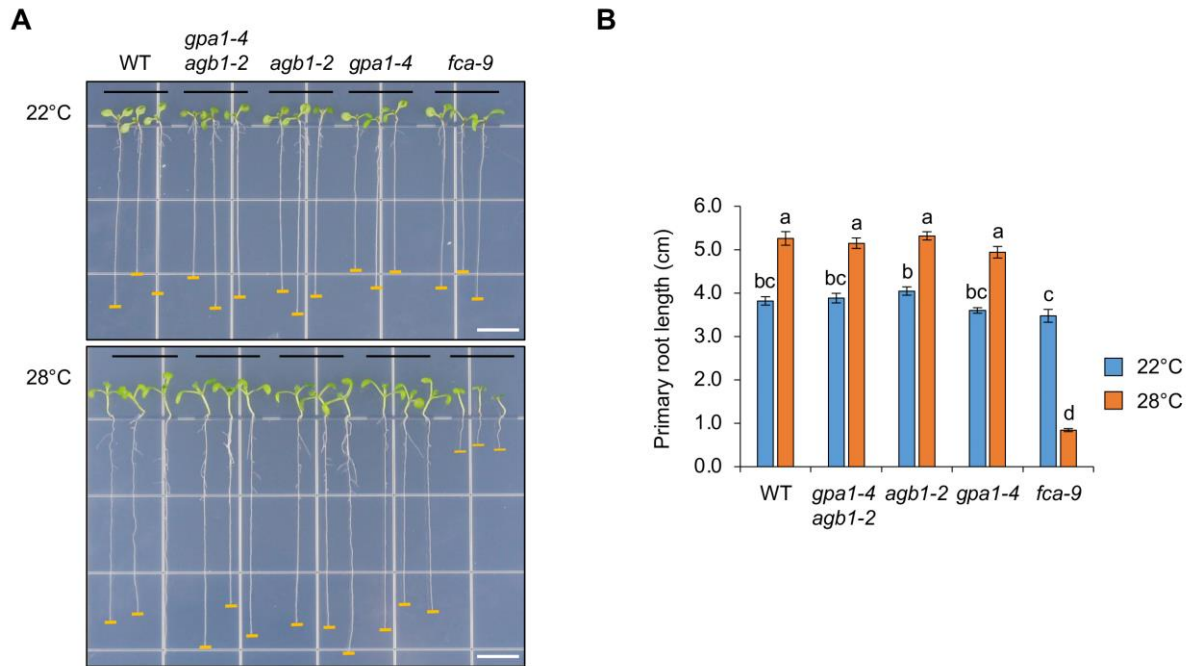 A
WT
gpa1-4
agb1-2
agb1-2
gpa1-4
fca-9
22°C
28°C
B
Primary root length (cm)
6.0
5.0
4.0
3.0
2.0
1.0
0.0
bc
a
bc
a
b
a
bc
a
c
d
WT
gpa1-4
agb1-2
agb1-2
gpa1-4
fca-9
22°C
28°C